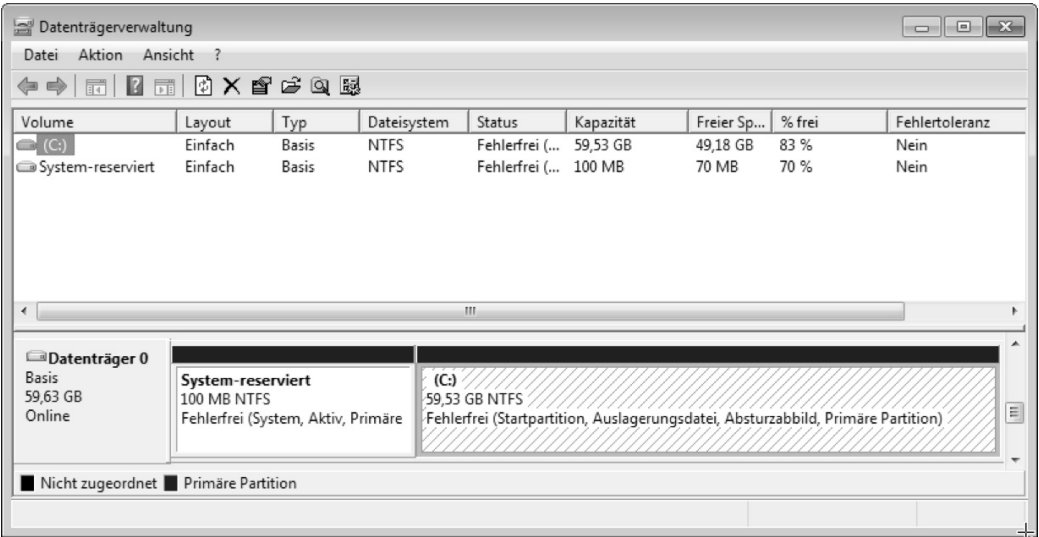 Datenträgerverwaltung
Datei Aktion Ansicht ?
Volume Layout Typ Dateisystem Status Kapazität Freier Sp... % frei Fehlertoleranz
(C:) Einfach Basis NTFS Fehlerfrei (... 59,53 GB 49,18 GB 83 % Nein
System-reserviert Einfach Basis NTFS Fehlerfrei (... 100 MB 70 MB 70 % Nein
Datenträger 0
Basis
59,63 GB
Online
System-reserviert
100 MB NTFS
Fehlerfrei (System, Aktiv, Primäre
(C:)
59,53 GB NTFS
Fehlerfrei (Startpartition, Auslagerungsdatei, Absturzabbild, Primäre Partition)
Nicht zugeordnet Primäre Partition